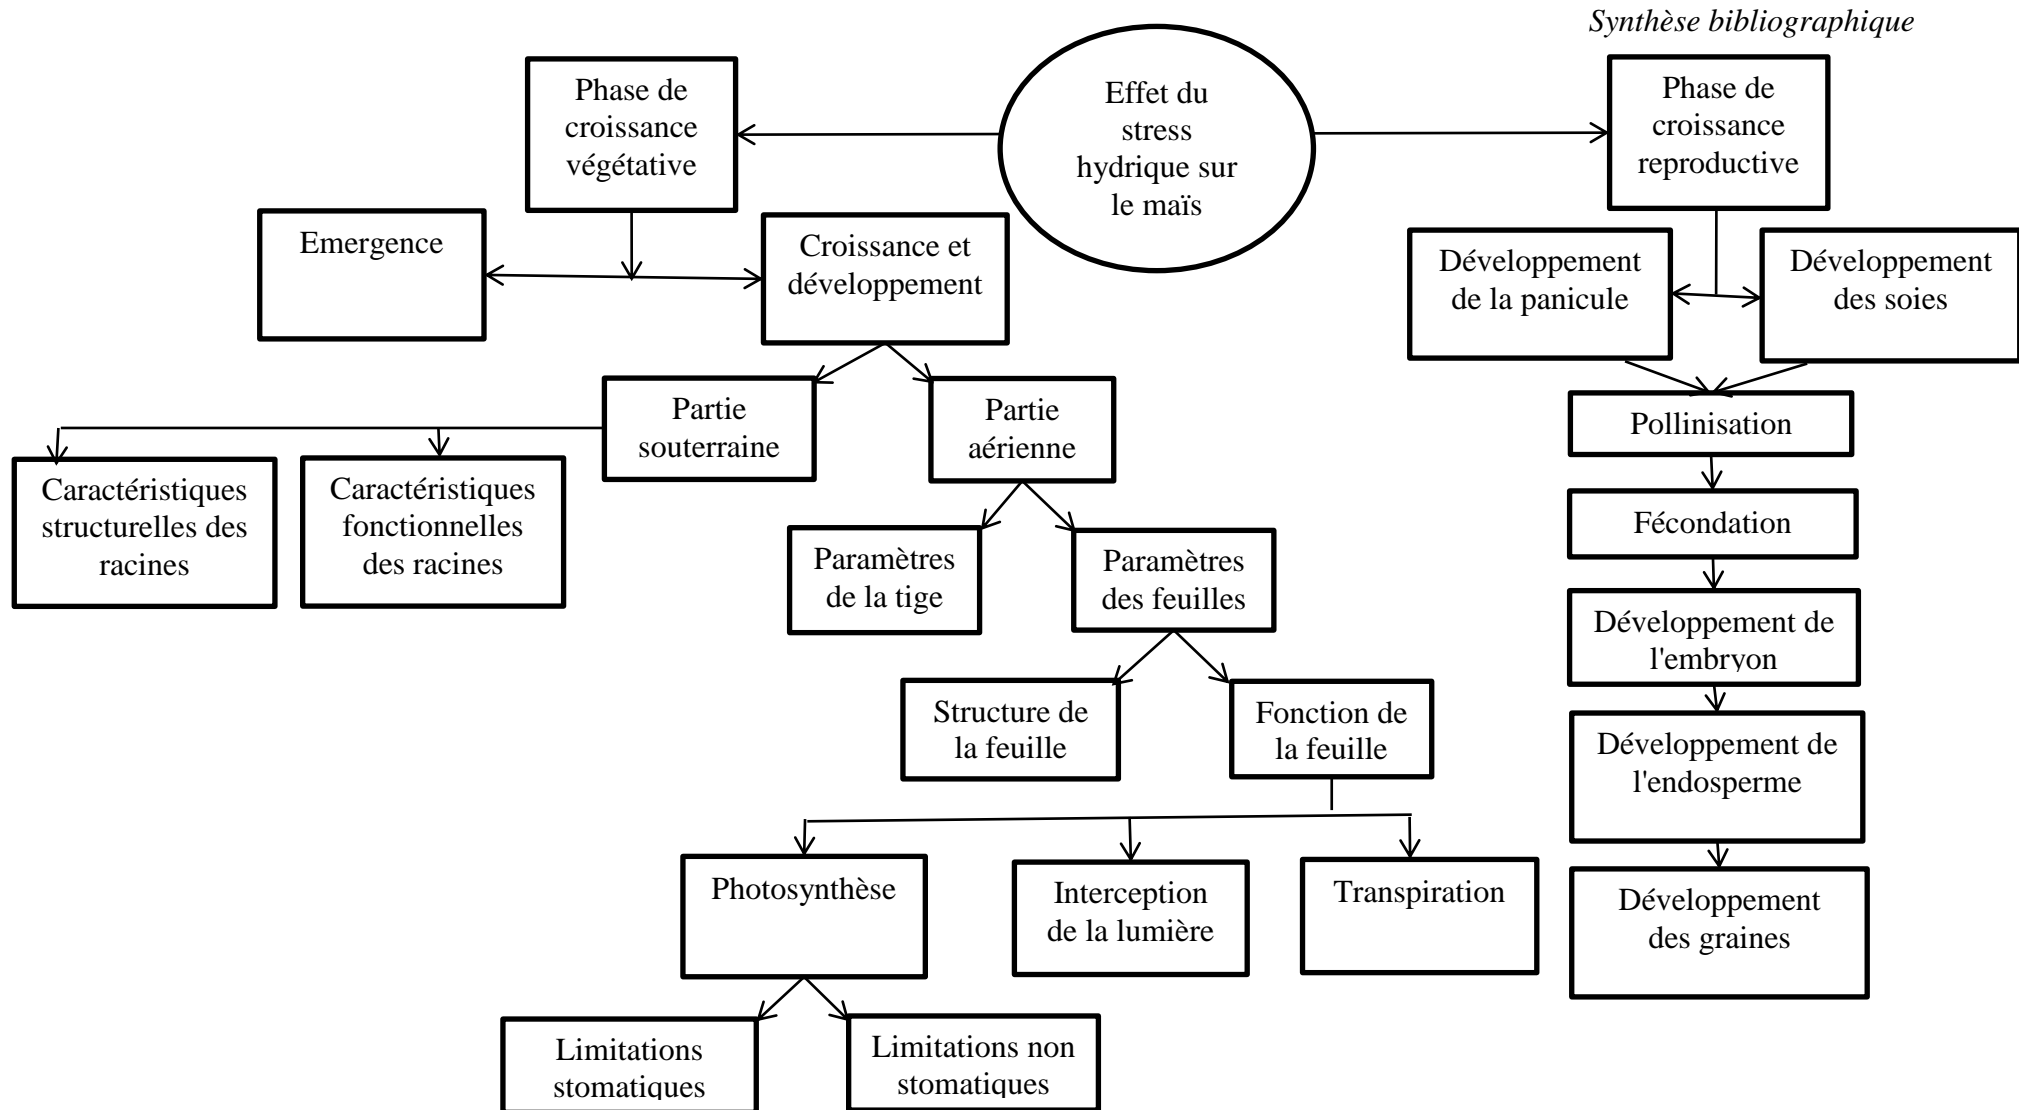 Synthèse bibliographique
Phase de
croissance
végétative
Effet du
stress
hydrique sur
le maïs
Phase de
croissance
reproductive
Emergence
Croissance et
développement
Développement
de la panicule
Développement
des soies
Partie
souterraine
Partie
aérienne
Pollinisation
Caractéristiques
structurelles des
racines
Caractéristiques
fonctionnelles
des racines
Fécondation
Paramètres
de la tige
Paramètres
des feuilles
Développement de
l'embryon
Structure de
la feuille
Fonction de
la feuille
Développement de
l'endosperme
Photosynthèse
Interception
de la lumière
Transpiration
Développement
des graines
Limitations
stomatiques
Limitations non
stomatiques